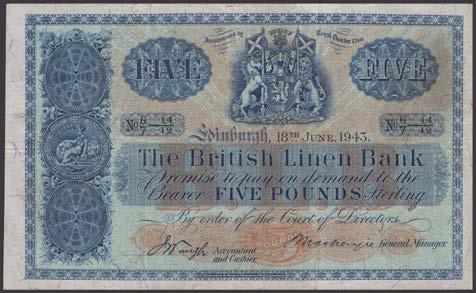 Incorporated by Royal Charter 1746
FIVE FIVE
No G/7 14/12 No G/7 14/12
Edinburgh, 18TH JUNE, 1943.
The British Linen Bank
Promise to pay on demand to the
Bearer FIVE POUNDS Sterling
By order of the Court of Directors.
Accountant and Cashier.
Mackenzie General Manager.